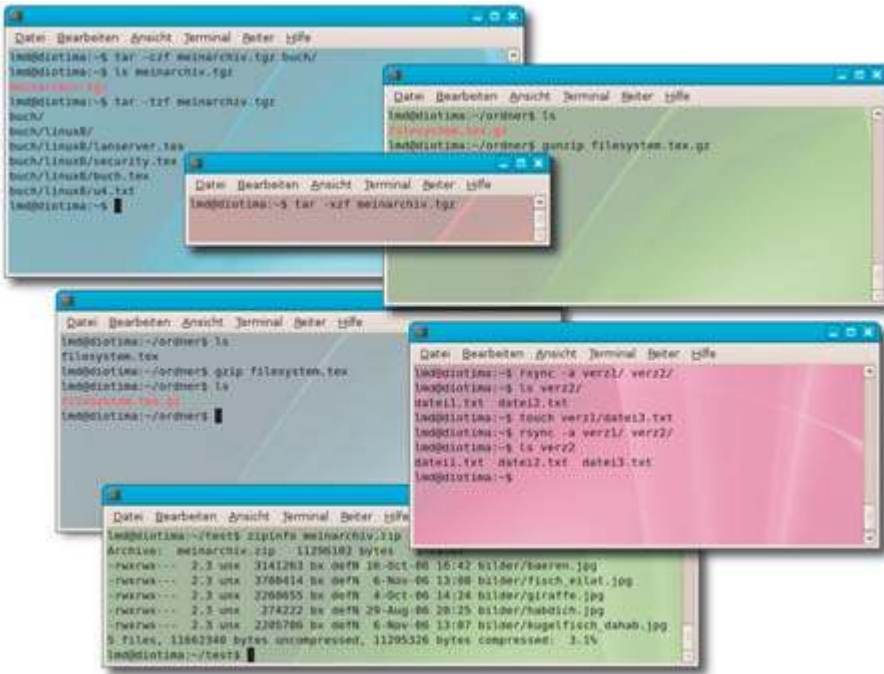 Datei Bearbeiten Ansicht Terminal Reiter Hilfe
lmd@diotima:~$ tar -czf meinarchiv.tgz buch/
lmd@diotima:~$ ls meinarchiv.tgz
meinarchiv.tgz
lmd@diotima:~$ tar -tzf meinarchiv.tgz
buch/
buch/linux8/
buch/linux8/lanserver.tex
buch/linux8/security.tex
buch/linux8/buch.tex
buch/linux8/u4.txt
lmd@diotima:~$
Datei Bearbeiten Ansicht Terminal Reiter Hilfe
lmd@diotima:~/ordner$ ls
filesystem.tex.gz
lmd@diotima:~/ordner$ gunzip filesystem.tex.gz
Datei Bearbeiten Ansicht Terminal Reiter Hilfe
lmd@diotima:~$ tar -xzf meinarchiv.tgz
Datei Bearbeiten Ansicht Terminal Reiter Hilfe
lmd@diotima:~/ordner$ ls
filesystem.tex
lmd@diotima:~/ordner$ gzip filesystem.tex
lmd@diotima:~/ordner$ ls
filesystem.tex.gz
lmd@diotima:~/ordner$
Datei Bearbeiten Ansicht Terminal Reiter Hilfe
lmd@diotima:~$ rsync -a verz1/ verz2/
lmd@diotima:~$ ls verz2/
datei1.txt datei2.txt
lmd@diotima:~$ touch verz1/datei3.txt
lmd@diotima:~$ rsync -a verz1/ verz2/
lmd@diotima:~$ ls verz2
datei1.txt datei2.txt datei3.txt
lmd@diotima:~$
Datei Bearbeiten Ansicht Terminal Reiter Hilfe
lmd@diotima:~/test$ zipinfo meinarchiv.zip
Archive: meinarchiv.zip 11296102 bytes
-rwxrwx--- 2.3 unx 3141263 bx defN 16-Oct-06 16:42 bilder/baeren.jpg
-rwxrwx--- 2.3 unx 3780414 bx defN 6-Nov-06 13:08 bilder/fisch_eilat.jpg
-rwxrwx--- 2.3 unx 2260655 bx defN 4-Oct-06 14:24 bilder/giraffe.jpg
-rwxrwx--- 2.3 unx 274222 bx defN 29-Aug-06 20:25 bilder/habdich.jpg
-rwxrwx--- 2.3 unx 2205786 bx defN 6-Nov-06 13:07 bilder/kugelfisch_dahab.jpg
5 files, 11662340 bytes uncompressed, 11295326 bytes compressed: 3.1%
lmd@diotima:~/test$